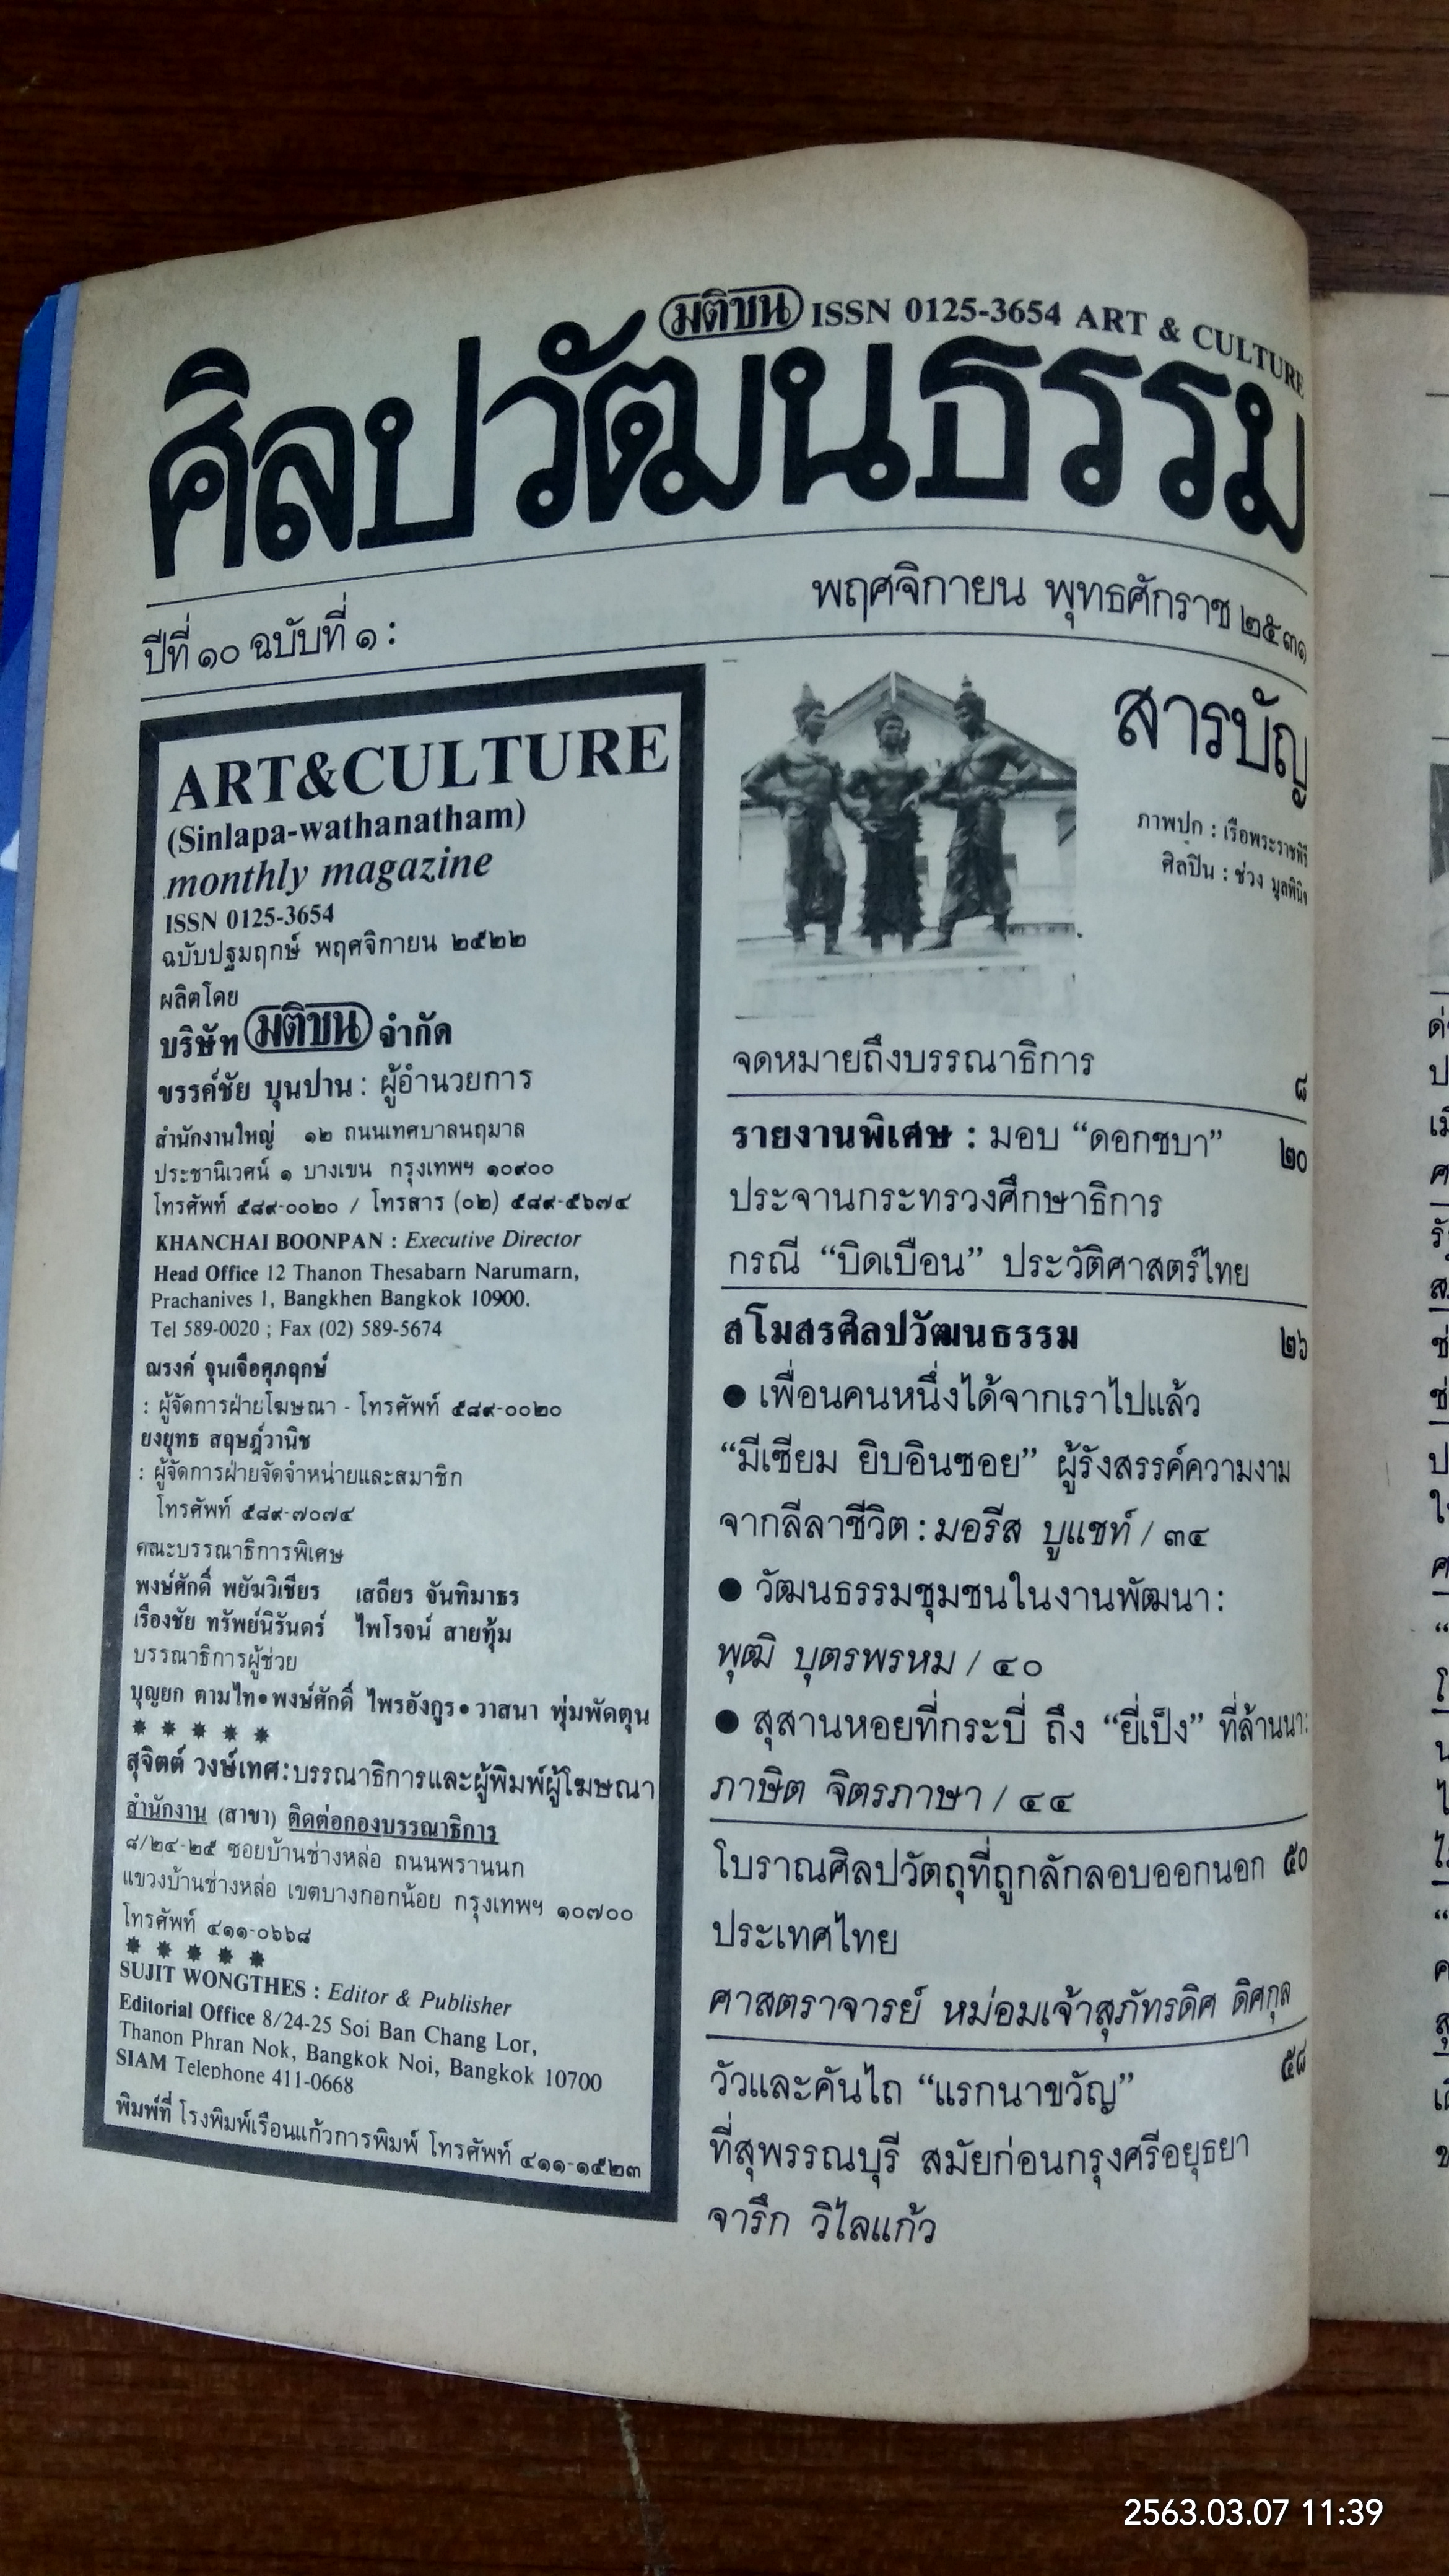 มติชน ISSN 0125-3654 ART & CULTURE
ศิลปวัฒนธรรม
ปีที่ ๑๐ ฉบับที่ ๑ :
พฤศจิกายน พุทธศักราช ๒๕๓๑
ART&CULTURE
(Sinlapa-wathanatham)
monthly magazine
ISSN 0125-3654
ฉบับปฐมฤกษ์ พฤศจิกายน ๒๕๒๒
ผลิตโดย
บริษัท มติชน จำกัด
ขรรค์ชัย บุนปาน : ผู้อำนวยการ
สำนักงานใหญ่ ๑๒ ถนนเทศบาลนฤมาล
ประชานิเวศน์ ๑ บางเขน กรุงเทพฯ ๑๐๙๐๐
โทรศัพท์ ๕๘๙-๐๐๒๐ / โทรสาร (๐๒) ๕๘๙-๕๖๗๔
KHANCHAI BOONPAN : Executive Director
Head Office 12 Thanon Thesabarn Narumarn,
Prachanives 1, Bangkhen Bangkok 10900.
Tel 589-0020 ; Fax (02) 589-5674
ณรงค์ จุนเจือศุภฤกษ์
: ผู้จัดการฝ่ายโฆษณา - โทรศัพท์ ๕๘๙-๐๐๒๐
ยงยุทธ สฤษฎ์วานิช
: ผู้จัดการฝ่ายจัดจำหน่ายและสมาชิก
โทรศัพท์ ๕๘๙-๗๐๗๔
คณะบรรณาธิการพิเศษ
พงษ์ศักดิ์ พยัฆวิเชียร เสถียร จันทิมาธร
เรืองชัย ทรัพย์นิรันดร์ ไพโรจน์ สายทุ้ม
บรรณาธิการผู้ช่วย
บุญยก ตามไท • พงษ์ศักดิ์ ไพรอังกูร • วาสนา พุ่มพัดตุน
สุจิตต์ วงษ์เทศ : บรรณาธิการและผู้พิมพ์ผู้โฆษณา
สำนักงาน (สาขา) ติดต่อกองบรรณาธิการ
๘/๒๔-๒๕ ซอยบ้านช่างหล่อ ถนนพรานนก
แขวงบ้านช่างหล่อ เขตบางกอกน้อย กรุงเทพฯ ๑๐๗๐๐
โทรศัพท์ ๔๑๑-๐๖๖๘
SUJIT WONGTHES : Editor & Publisher
Editorial Office 8/24-25 Soi Ban Chang Lor,
Thanon Phran Nok, Bangkok Noi, Bangkok 10700
SIAM Telephone 411-0668
พิมพ์ที่ โรงพิมพ์เรือนแก้วการพิมพ์ โทรศัพท์ ๔๑๑-๑๕๒๓
สารบัญ
ภาพปก :
ศิลปิน : ช่วง
จดหมายถึงบรรณาธิการ ๘
รายงานพิเศษ : มอบ “ดอกชบา” ๒๐
ประจานกระทรวงศึกษาธิการ
กรณี “บิดเบือน” ประวัติศาสตร์ไทย
สโมสรศิลปวัฒนธรรม ๒๖
● เพื่อนคนหนึ่งได้จากเราไปแล้ว
“มีเซียม ยิบอินซอย” ผู้รังสรรค์ความงาม
จากลีลาชีวิต : มอรีส บูแชท์ / ๓๔
● วัฒนธรรมชุมชนในงานพัฒนา :
พุฒิ บุตรพรหม / ๔๐
● สุสานหอยที่กระบี่ ถึง “ยี่เป็ง” ที่ล้านนา:
ภาษิต จิตรภาษา / ๔๔
โบราณศิลปวัตถุที่ถูกลักลอบออกนอก ๕๐
ประเทศไทย
ศาสตราจารย์ หม่อมเจ้าสุภัทรดิศ ดิศกุล
วัวและคันไถ “แรกนาขวัญ” ๕๘
ที่สุพรรณบุรี สมัยก่อนกรุงศรีอยุธยา
จารึก วิไลแก้ว
2563.03.07 11:39